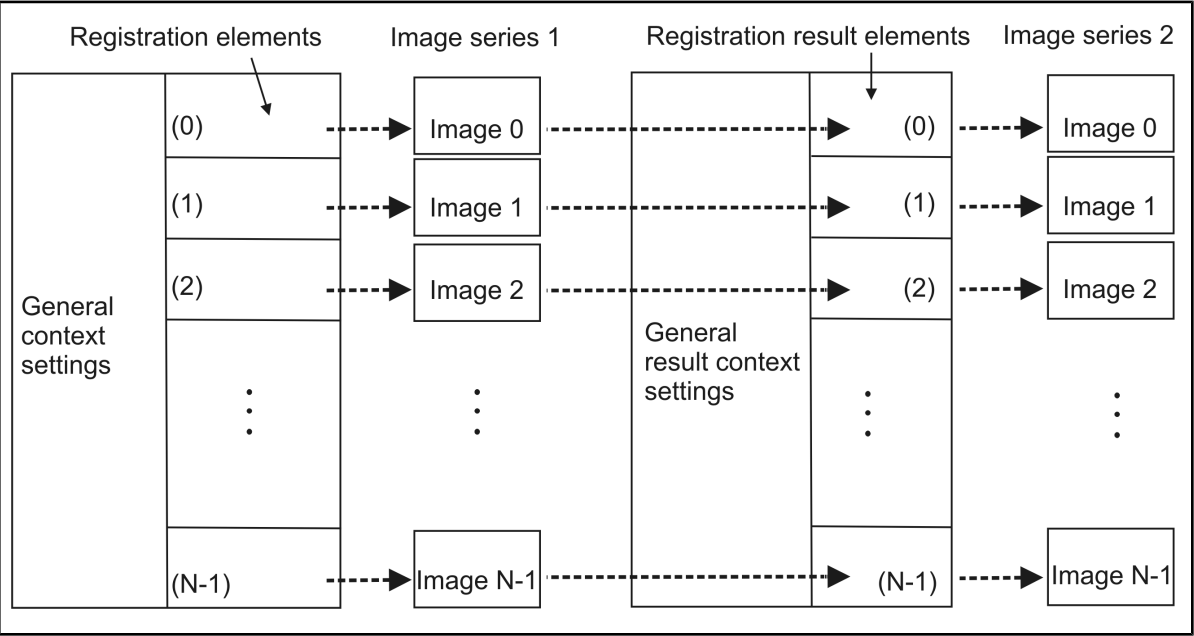 Registration elements
Image series 1
Registration result elements
Image series 2
(0)
Image 0
(0)
Image 0
(1)
Image 1
(1)
Image 1
(2)
Image 2
(2)
Image 2
General
context
settings
General
result context
settings
(N-1)
Image N-1
(N-1)
Image N-1